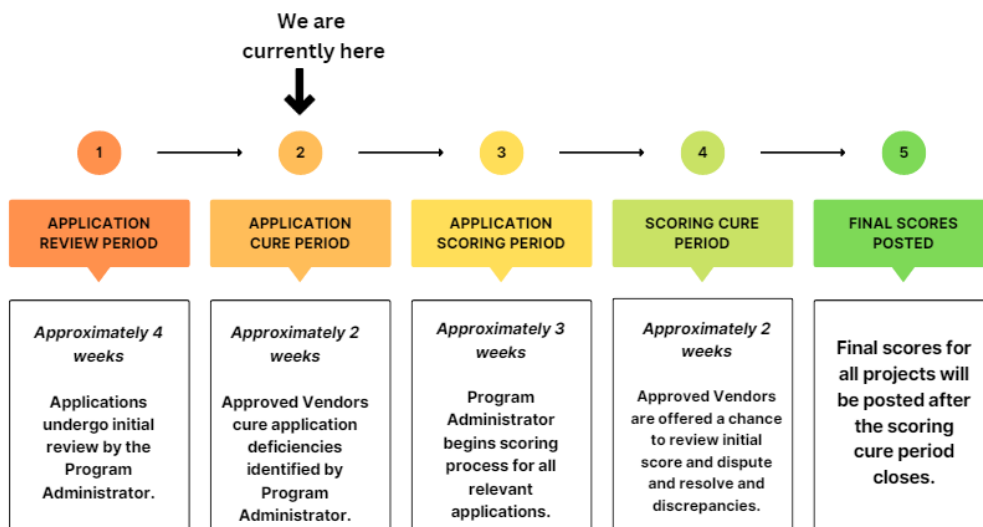 We are
currently here
1
2
3
4
5
APPLICATION
REVIEW PERIOD
APPLICATION
CURE PERIOD
APPLICATION
SCORING PERIOD
SCORING CURE
PERIOD
FINAL SCORES
POSTED
Approximately 4
weeks
Applications
undergo initial
review by the
Program
Administrator.
Approximately 2
weeks
Approved Vendors
cure application
deficiencies
identified by
Program
Administrator.
Approximately 3
weeks
Program
Administrator
begins scoring
process for all
relevant
applications.
Approximately 2
weeks
Approved Vendors
are offered a chance
to review initial
score and dispute
and resolve and
discrepancies.
Final scores for
all projects will
be posted after
the scoring
cure period
closes.